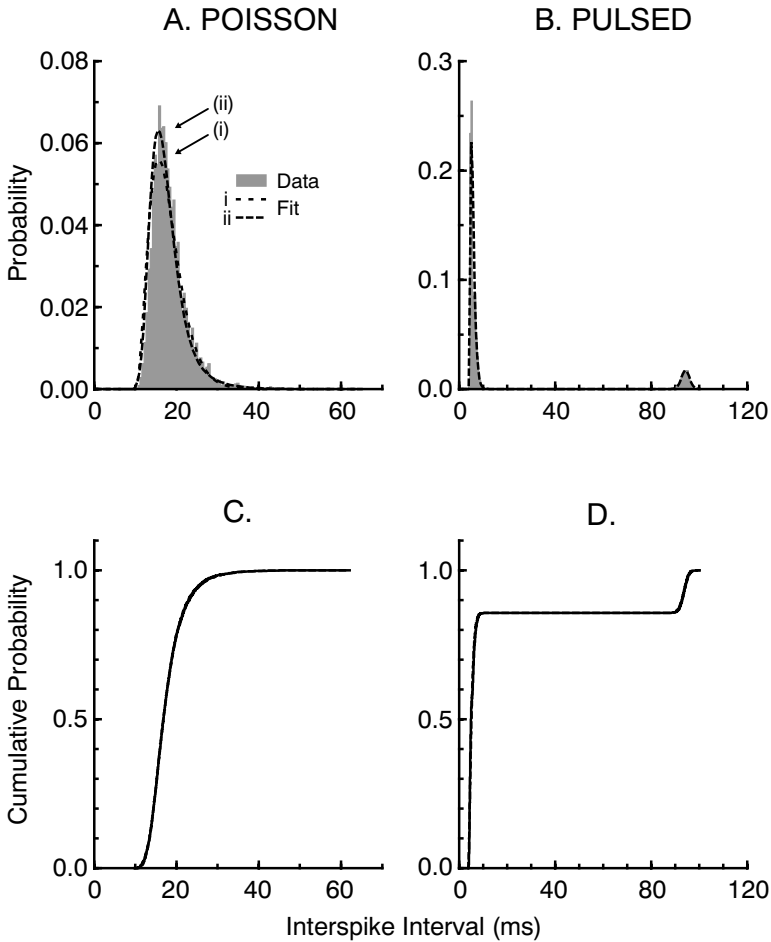 A. POISSON
B. PULSED
Probability
0.08
0.06
0.04
0.02
0.00
(ii)
(i)
Data
i
Fit
ii
0 20 40 60
0.3
0.2
0.1
0.0
0 40 80 120
C.
D.
Cumulative Probability
1.0
0.5
0.0
0 20 40 60
1.0
0.5
0.0
0 40 80 120
Interspike Interval (ms)